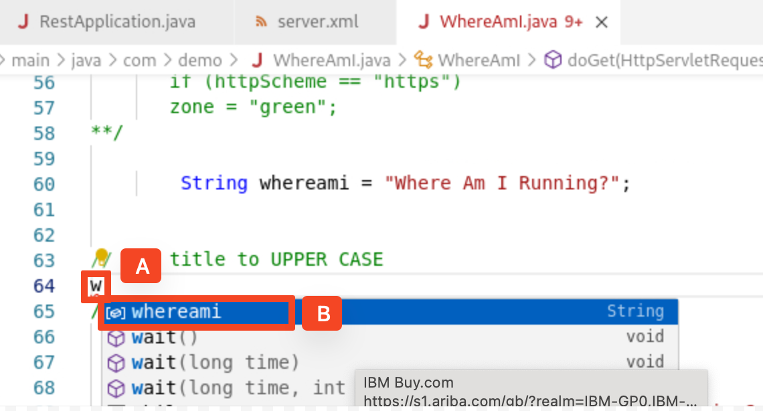 RestApplication.java server.xml WhereAmI.java 9+
main > java > com > demo > WhereAmI.java > WhereAmI > doGet(HttpServletReques
56 if (httpScheme == "https")
57 zone = "green";
58 **/
59
60 String whereami = "Where Am I Running?";
61
62
63 title to UPPER CASE
A
64 w
65 whereami String
B
66 wait() void
67 wait(long time) void
68 wait(long time, int
IBM Buy.com
https://s1.ariba.com/gb/?realm=IBM-GP0.IBM-...